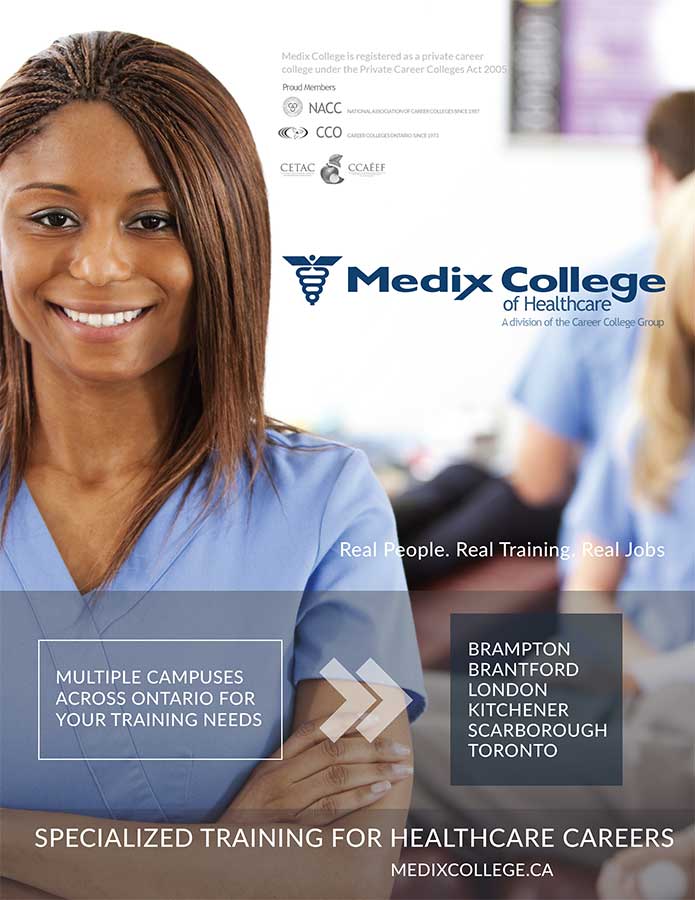 Medix College is registered as a private career
college under the Private Career Colleges Act 2005
Proud Members
NACC NATIONAL ASSOCIATION OF CAREER COLLEGES SINCE 1987
CCO CAREER COLLEGES ONTARIO SINCE 1973
CETAC CCAÉEF
Medix College
of Healthcare
A division of the Career College Group
Real People. Real Training. Real Jobs
MULTIPLE CAMPUSES
ACROSS ONTARIO FOR
YOUR TRAINING NEEDS
BRAMPTON
BRANTFORD
LONDON
KITCHENER
SCARBOROUGH
TORONTO
SPECIALIZED TRAINING FOR HEALTHCARE CAREERS
MEDIXCOLLEGE.CA